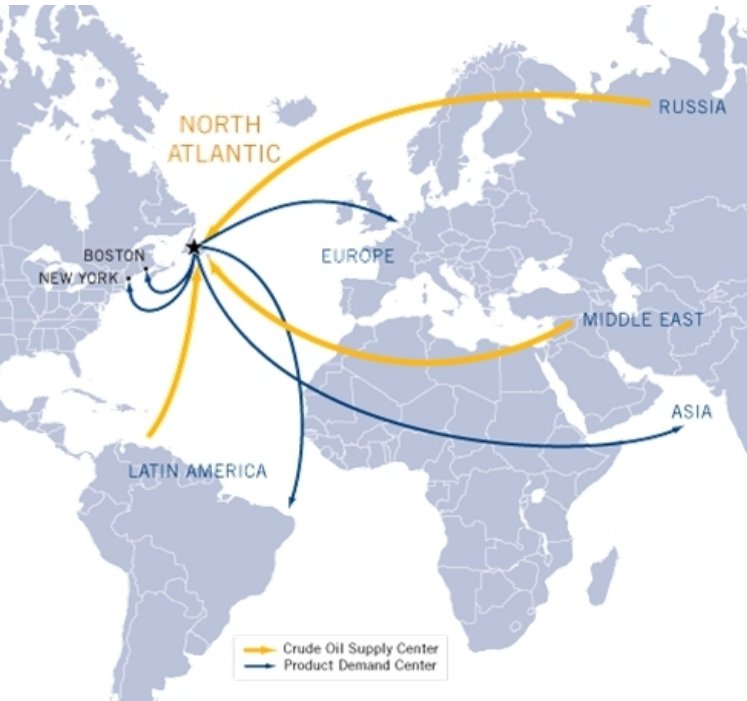 RUSSIA
NORTH
ATLANTIC
BOSTON
EUROPE
NEW YORK
MIDDLE EAST
ASIA
LATIN AMERICA
Crude Oil Supply Center
Product Demand Center